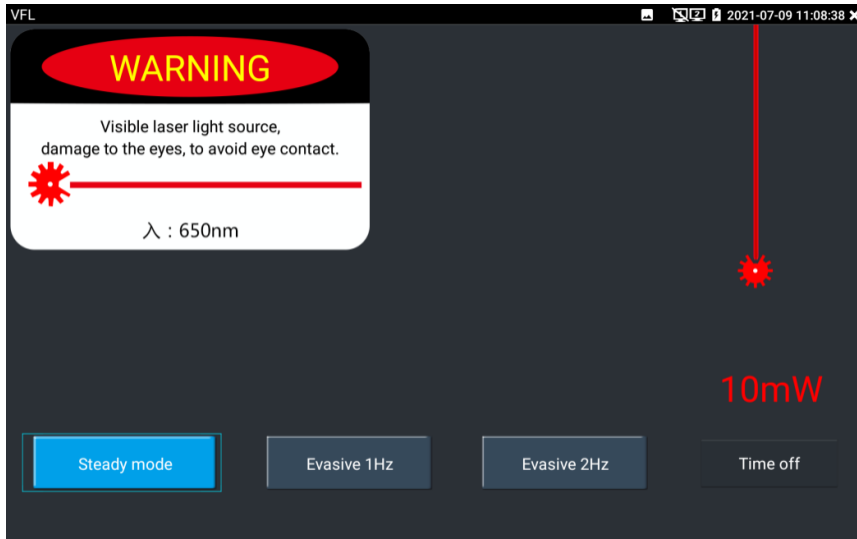 VFL
2021-07-09 11:08:38
WARNING
Visible laser light source,
damage to the eyes, to avoid eye contact.
入 : 650nm
10mW
Steady mode
Evasive 1Hz
Evasive 2Hz
Time off